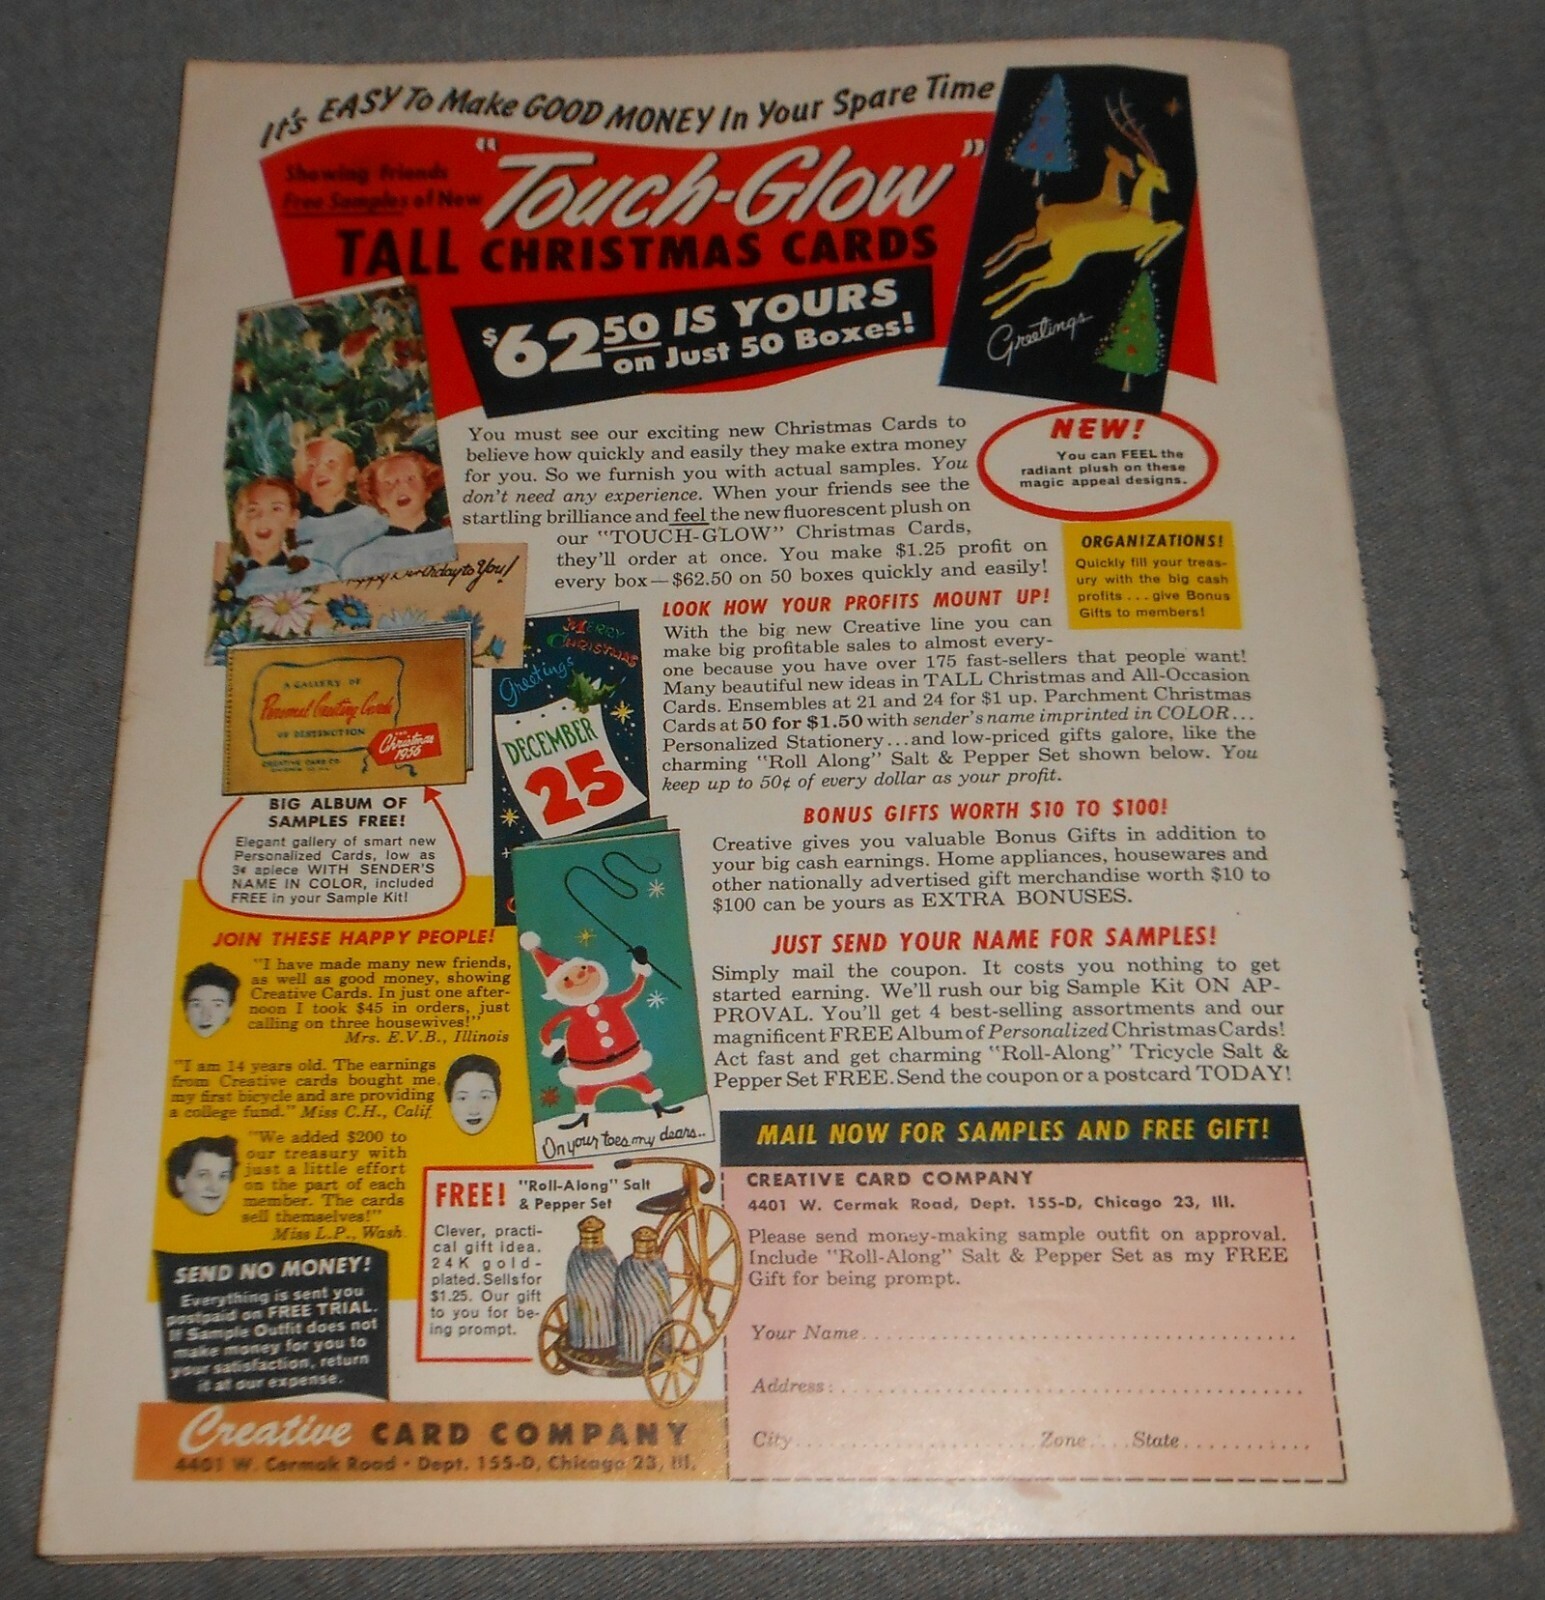 It's EASY To Make GOOD MONEY In Your Spare Time
Showing Friends
Free Samples of New
"Touch-Glow"
TALL CHRISTMAS CARDS
$62.50 IS YOURS
on Just 50 Boxes!
Greetings
You must see our exciting new Christmas Cards to
believe how quickly and easily they make extra money
for you. So we furnish you with actual samples. You
don't need any experience. When your friends see the
startling brilliance and feel the new fluorescent plush on
our "TOUCH-GLOW" Christmas Cards,
they'll order at once. You make $1.25 profit on
every box—$62.50 on 50 boxes quickly and easily!
NEW!
You can FEEL the
radiant plush on these
magic appeal designs.
ORGANIZATIONS!
Quickly fill your treas-
ury with the big cash
profits . . . give Bonus
Gifts to members!
Happy Birthday to You!
LOOK HOW YOUR PROFITS MOUNT UP!
With the big new Creative line you can
make big profitable sales to almost every-
one because you have over 175 fast-sellers that people want!
Many beautiful new ideas in TALL Christmas and All-Occasion
Cards. Ensembles at 21 and 24 for $1 up. Parchment Christmas
Cards at 50 for $1.50 with sender's name imprinted in COLOR...
Personalized Stationery...and low-priced gifts galore, like the
charming "Roll Along" Salt & Pepper Set shown below. You
keep up to 50¢ of every dollar as your profit.
A GALLERY OF
Personal Greeting Cards
OF DISTINCTION
CREATIVE CARD CO.
Christmas
1956
MERRY
CHRISTMAS
Greetings
DECEMBER
25
BIG ALBUM OF
SAMPLES FREE!
Elegant gallery of smart new
Personalized Cards, low as
3¢ apiece WITH SENDER'S
NAME IN COLOR, included
FREE in your Sample Kit!
BONUS GIFTS WORTH $10 TO $100!
Creative gives you valuable Bonus Gifts in addition to
your big cash earnings. Home appliances, housewares and
other nationally advertised gift merchandise worth $10 to
$100 can be yours as EXTRA BONUSES.
JUST SEND YOUR NAME FOR SAMPLES!
Simply mail the coupon. It costs you nothing to get
started earning. We'll rush our big Sample Kit ON AP-
PROVAL. You'll get 4 best-selling assortments and our
magnificent FREE Album of Personalized Christmas Cards!
Act fast and get charming "Roll-Along" Tricycle Salt &
Pepper Set FREE. Send the coupon or a postcard TODAY!
JOIN THESE HAPPY PEOPLE!
"I have made many new friends,
as well as good money, showing
Creative Cards. In just one after-
noon I took $45 in orders, just
calling on three housewives!"
Mrs. E.V.B., Illinois
"I am 14 years old. The earnings
from Creative cards bought me
my first bicycle and are providing
a college fund." Miss C.H., Calif.
"We added $200 to
our treasury with
just a little effort
on the part of each
member. The cards
sell themselves!"
Miss L.P., Wash.
On your toes my dears..
SEND NO MONEY!
Everything is sent you
postpaid on FREE TRIAL.
If Sample Outfit does not
make money for you to
your satisfaction, return
it at our expense.
FREE! "Roll-Along" Salt
& Pepper Set
Clever, practi-
cal gift idea.
24K gold-
plated. Sells for
$1.25. Our gift
to you for be-
ing prompt.
Creative CARD COMPANY
4401 W. Cermak Road • Dept. 155-D, Chicago 23, Ill.
MAIL NOW FOR SAMPLES AND FREE GIFT!
CREATIVE CARD COMPANY
4401 W. Cermak Road, Dept. 155-D, Chicago 23, Ill.
Please send money-making sample outfit on approval.
Include "Roll-Along" Salt & Pepper Set as my FREE
Gift for being prompt.
Your Name
Address:
City Zone State